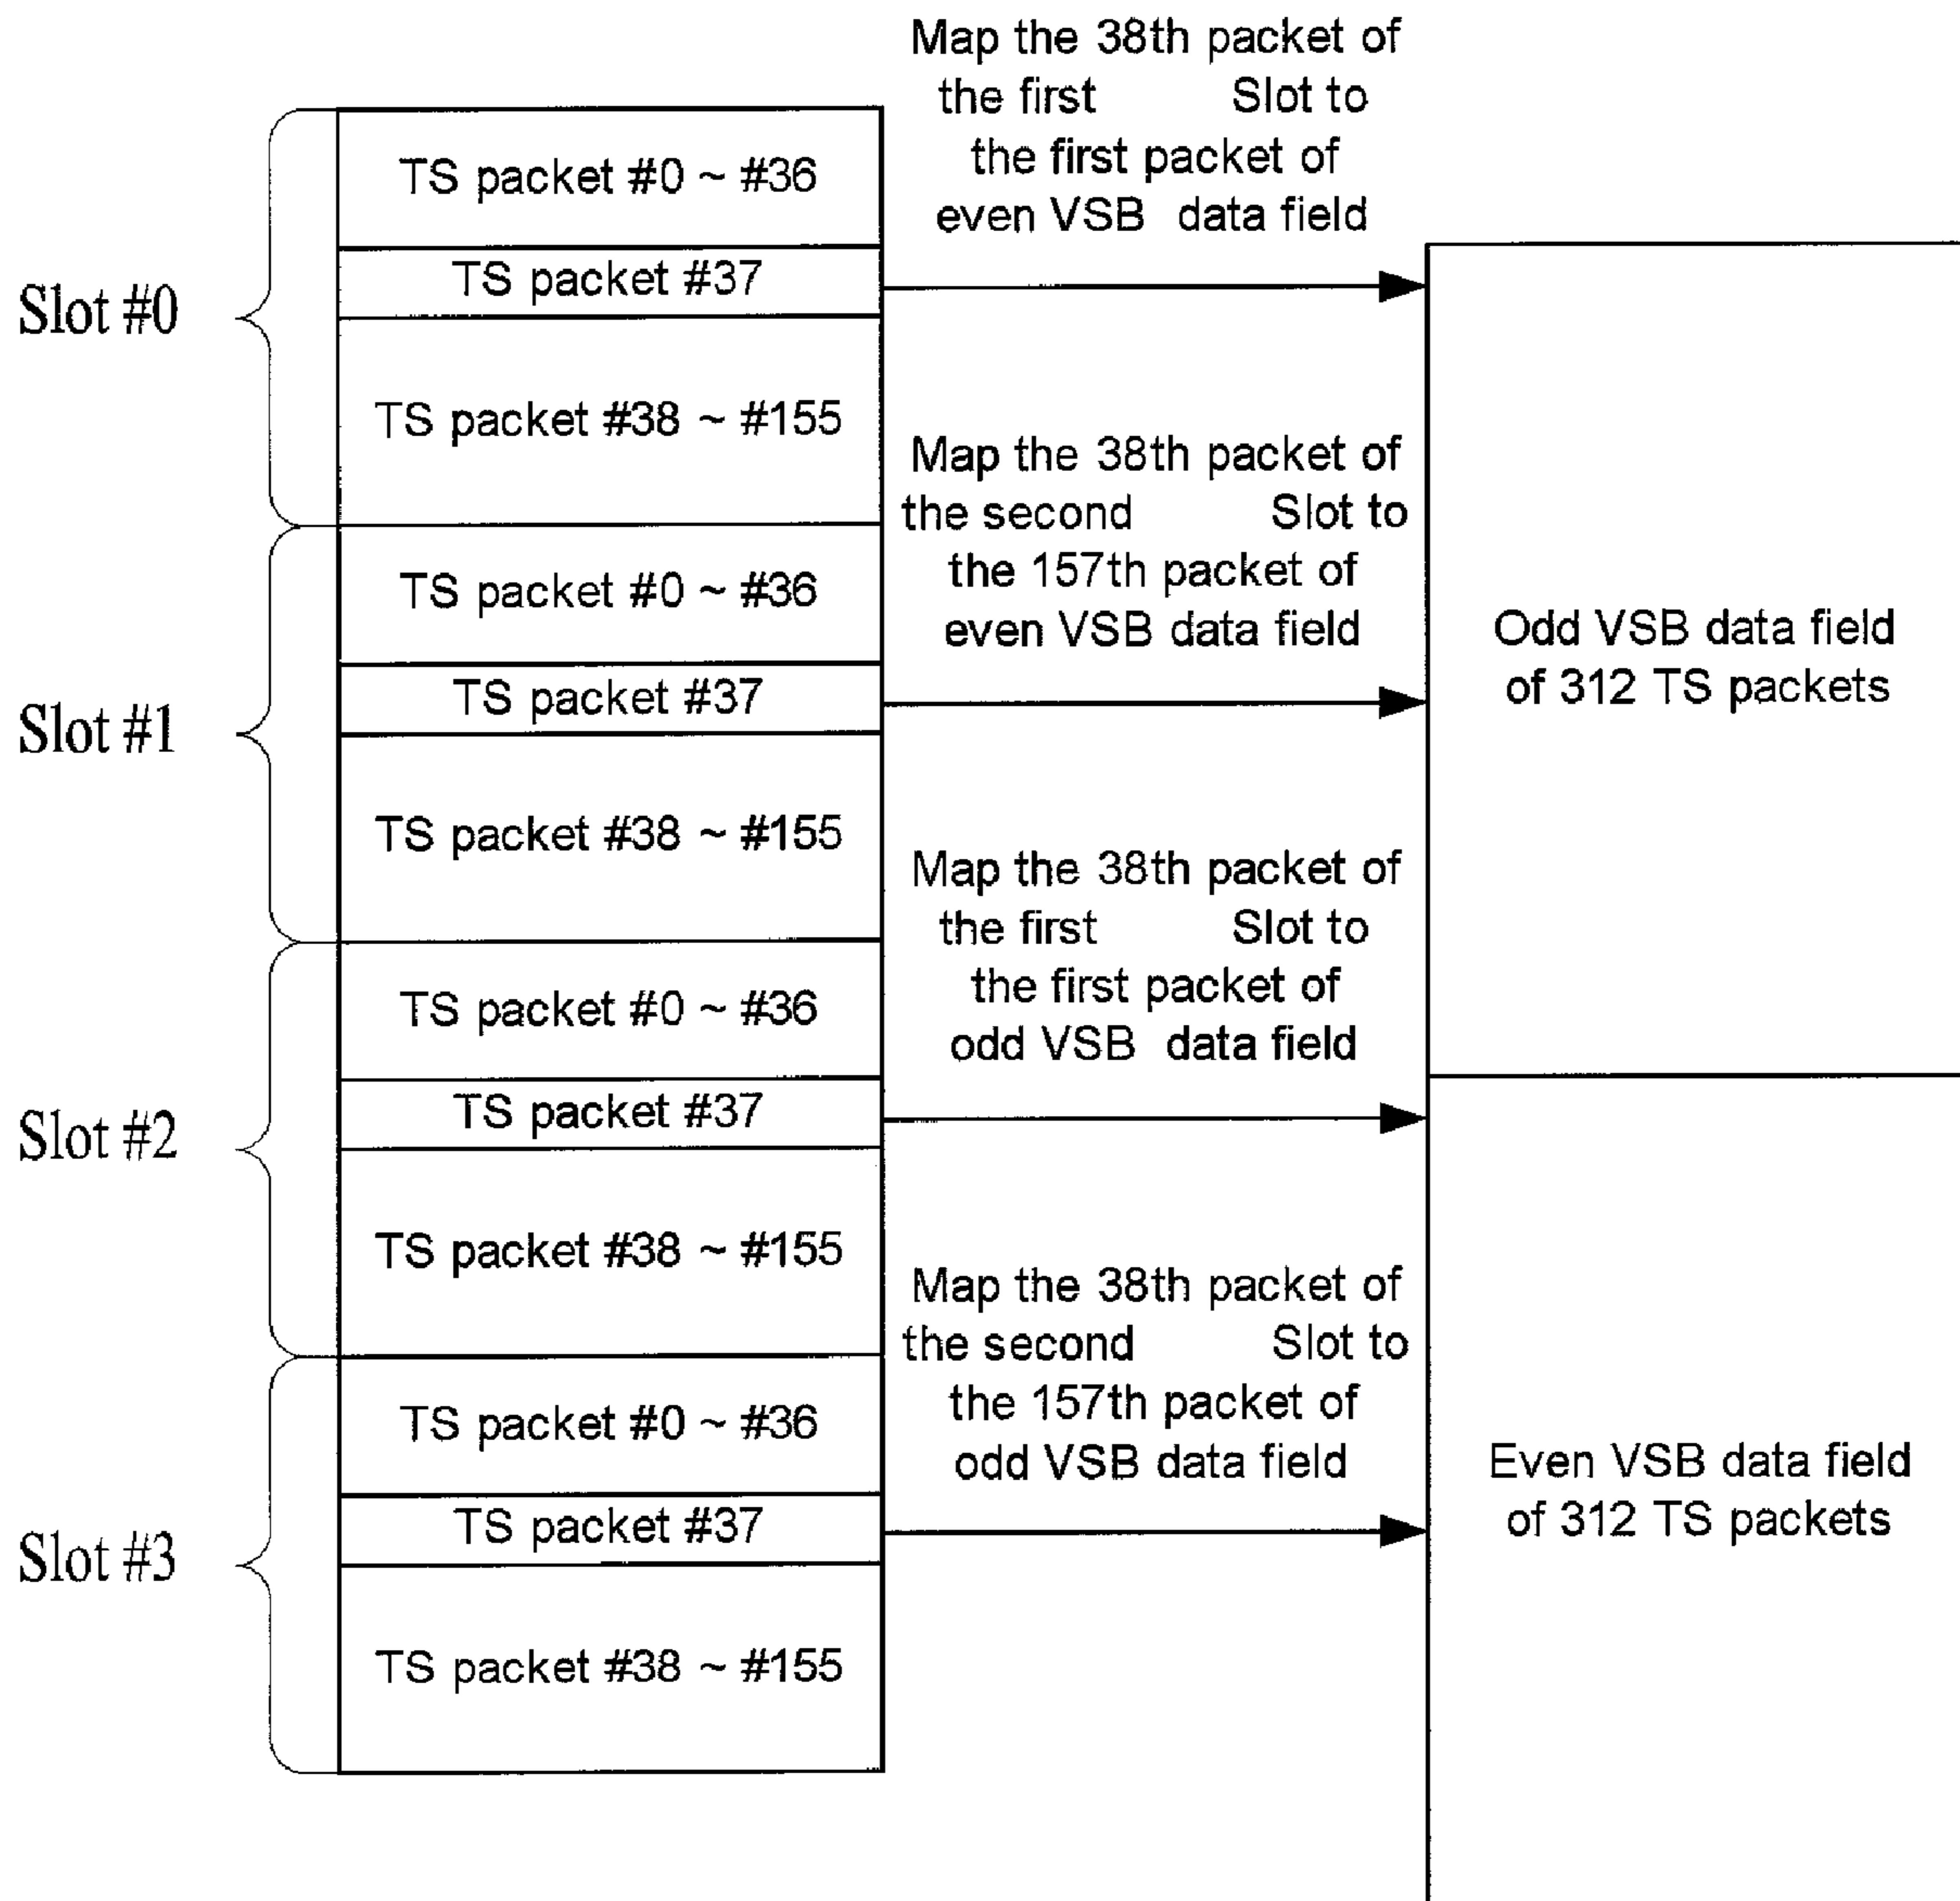 Map the 38th packet of
the first Slot to
the first packet of
even VSB data field
Slot #0
TS packet #0 ~ #36
TS packet #37
TS packet #38 ~ #155
Map the 38th packet of
the second Slot to
the 157th packet of
even VSB data field
Slot #1
TS packet #0 ~ #36
TS packet #37
TS packet #38 ~ #155
Odd VSB data field
of 312 TS packets
Map the 38th packet of
the first Slot to
the first packet of
odd VSB data field
Slot #2
TS packet #0 ~ #36
TS packet #37
TS packet #38 ~ #155
Map the 38th packet of
the second Slot to
the 157th packet of
odd VSB data field
Slot #3
TS packet #0 ~ #36
TS packet #37
TS packet #38 ~ #155
Even VSB data field
of 312 TS packets